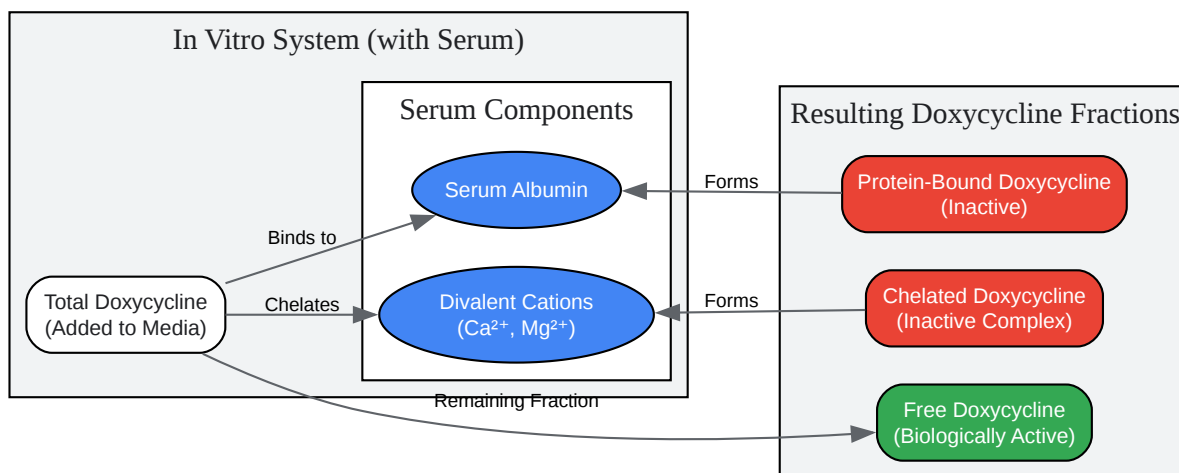 In Vitro System (with Serum)
Serum Components
Resulting Doxycycline Fractions
Serum Albumin
Forms
Protein-Bound Doxycycline
(Inactive)
Binds to
Total Doxycycline
(Added to Media)
Chelates
Divalent Cations
(Ca²⁺, Mg²⁺)
Forms
Chelated Doxycycline
(Inactive Complex)
Remaining Fraction
Free Doxycycline
(Biologically Active)